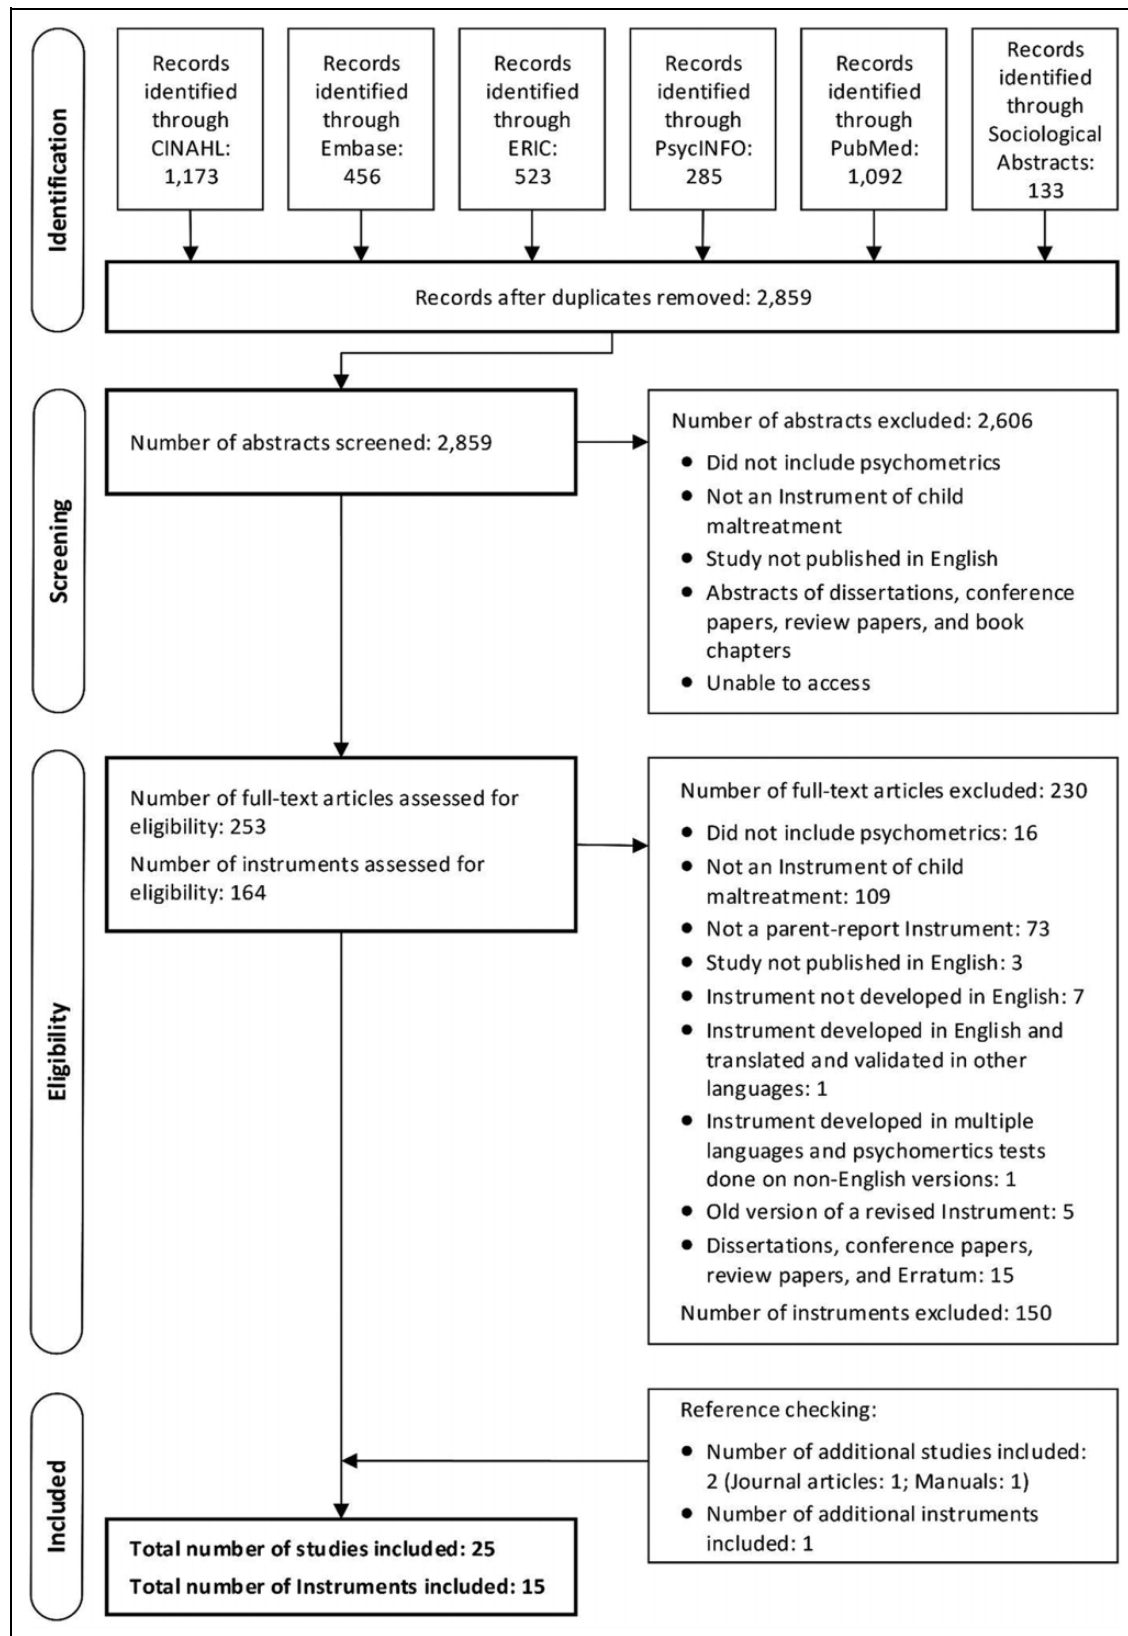 Identification
Records
identified
through
CINAHL:
1,173
Records
identified
through
Embase:
456
Records
identified
through
ERIC:
523
Records
identified
through
PsycINFO:
285
Records
identified
through
PubMed:
1,092
Records
identified
through
Sociological
Abstracts:
133
Records after duplicates removed: 2,859
Screening
Number of abstracts screened: 2,859
Number of abstracts excluded: 2,606
● Did not include psychometrics
● Not an Instrument of child
maltreatment
● Study not published in English
● Abstracts of dissertations, conference
papers, review papers, and book
chapters
● Unable to access
Eligibility
Number of full-text articles assessed for
eligibility: 253
Number of instruments assessed for
eligibility: 164
Number of full-text articles excluded: 230
● Did not include psychometrics: 16
● Not an Instrument of child
maltreatment: 109
● Not a parent-report Instrument: 73
● Study not published in English: 3
● Instrument not developed in English: 7
● Instrument developed in English and
translated and validated in other
languages: 1
● Instrument developed in multiple
languages and psychomertics tests
done on non-English versions: 1
● Old version of a revised Instrument: 5
● Dissertations, conference papers,
review papers, and Erratum: 15
Number of instruments excluded: 150
Included
Reference checking:
● Number of additional studies included:
2 (Journal articles: 1; Manuals: 1)
● Number of additional instruments
included: 1
Total number of studies included: 25
Total number of Instruments included: 15